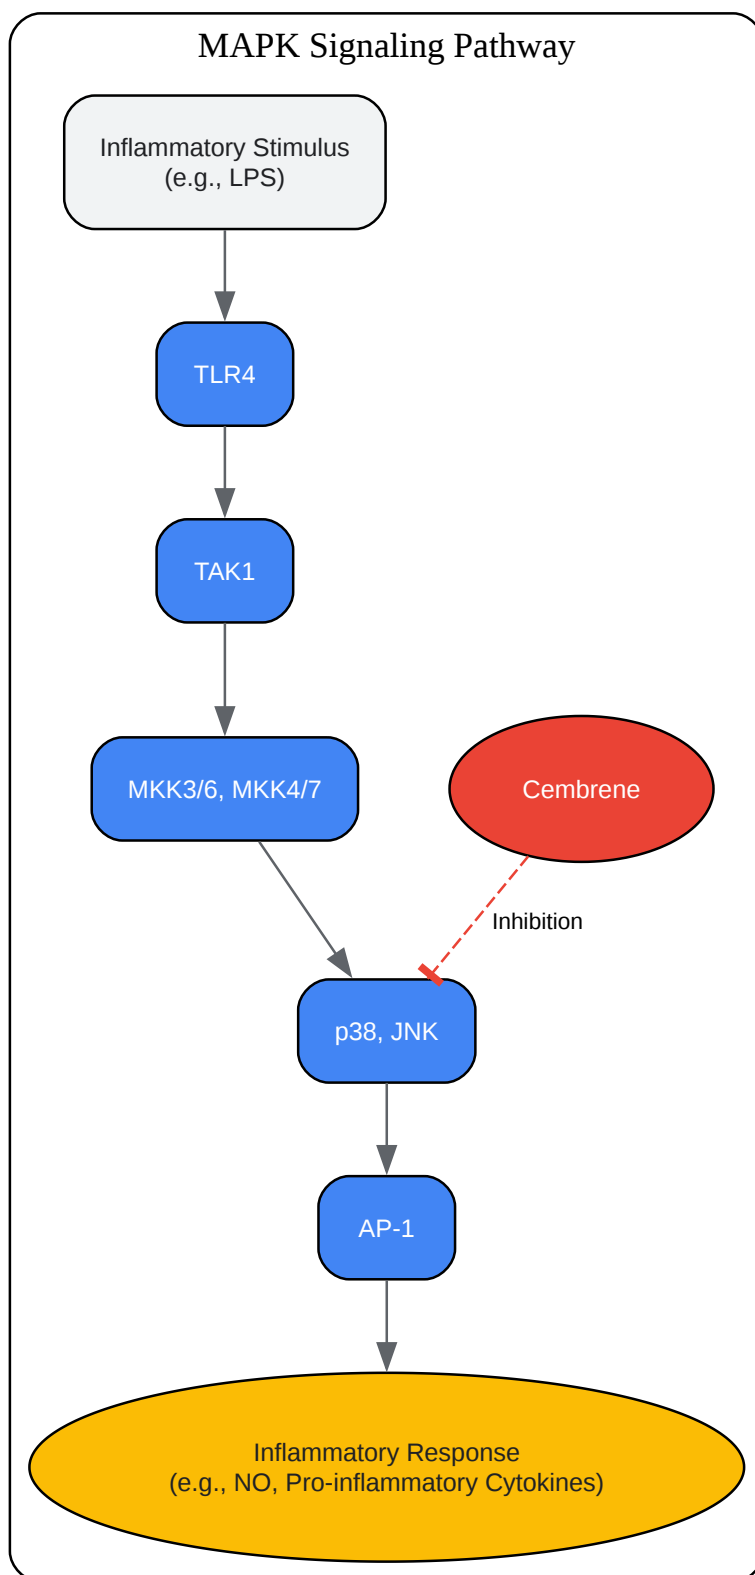 MAPK Signaling Pathway
Inflammatory Stimulus
(e.g., LPS)
TLR4
TAK1
MKK3/6, MKK4/7
Cembrene
Inhibition
p38, JNK
AP-1
Inflammatory Response
(e.g., NO, Pro-inflammatory Cytokines)